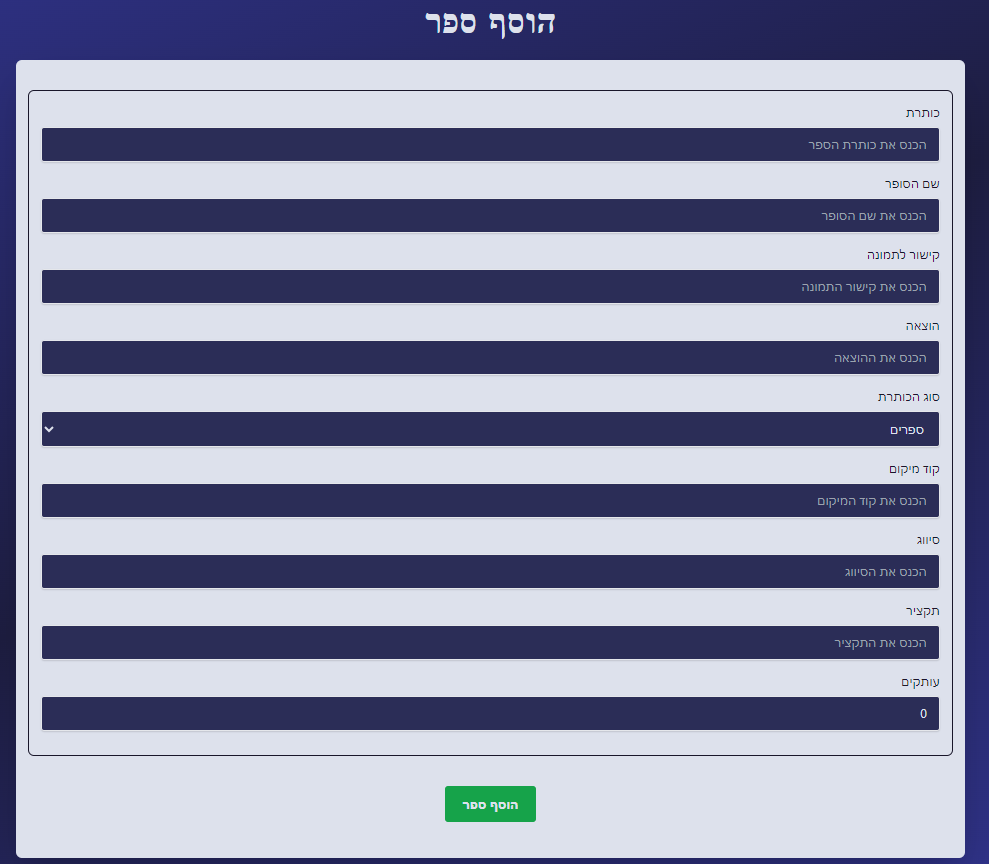 הוסף ספר
כותרת
הכנס את כותרת הספר
שם הסופר
הכנס את שם הסופר
קישור לתמונה
הכנס את קישור התמונה
הוצאה
הכנס את ההוצאה
סוג הכותרת
ספרים
קוד מיקום
הכנס את קוד המיקום
סיווג
הכנס את הסיווג
תקציר
הכנס את התקציר
עותקים
0
הוסף ספר